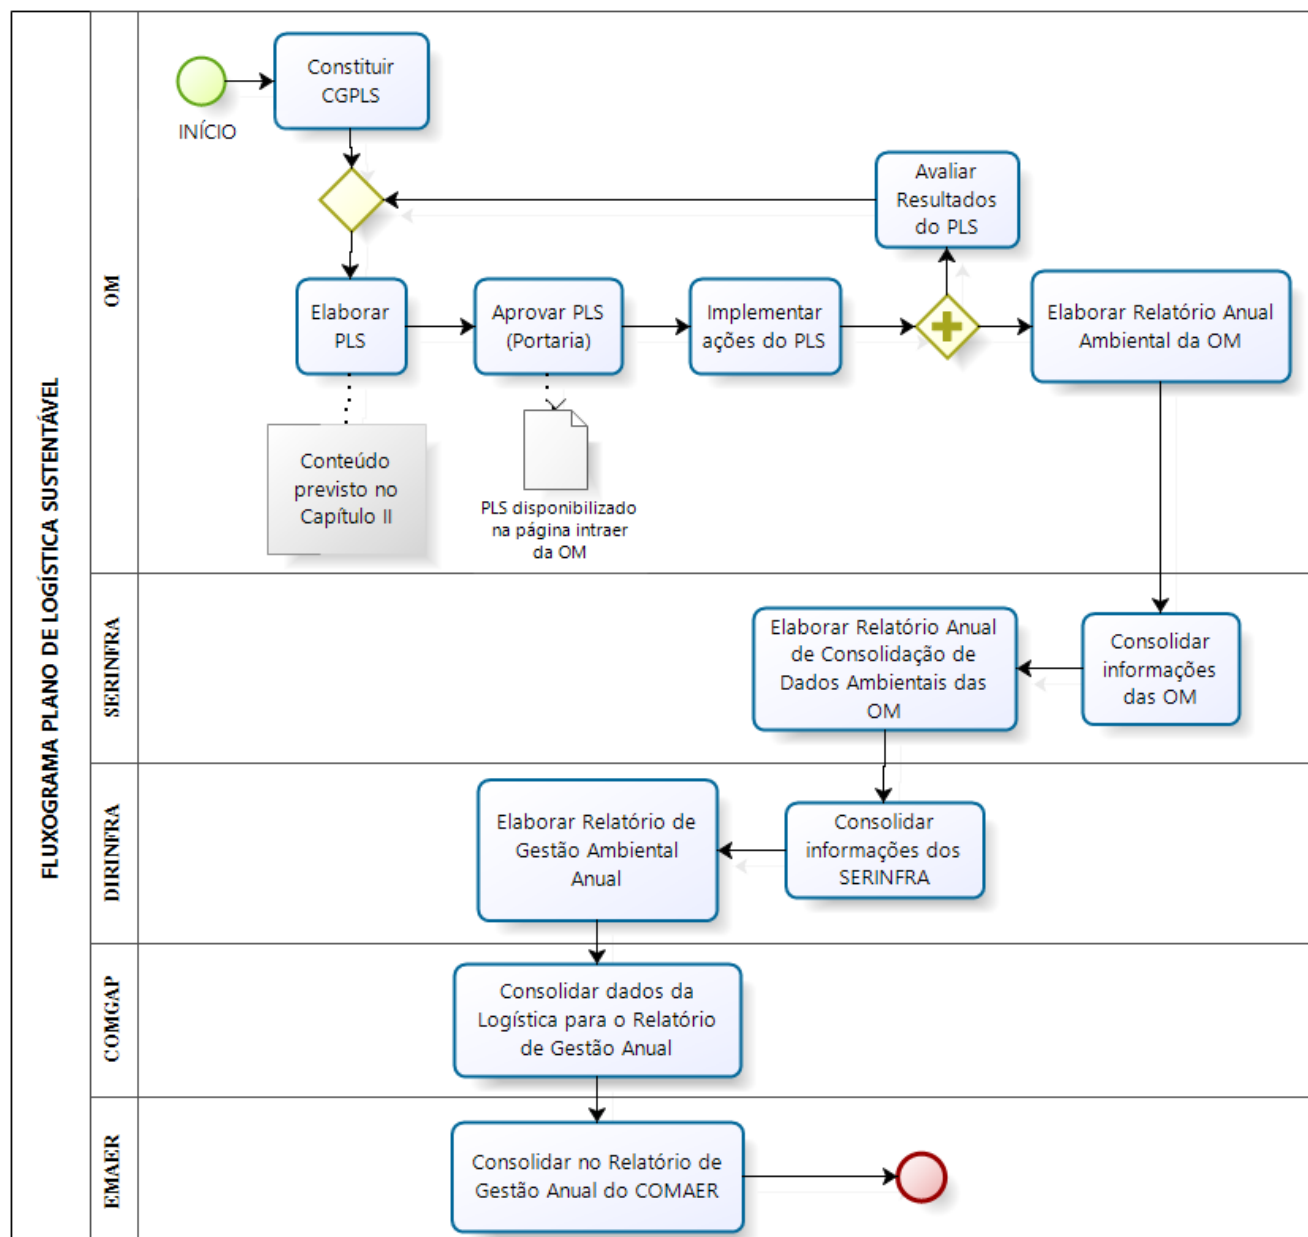 FLUXOGRAMA PLANO DE LOGÍSTICA SUSTENTÁVEL
OM
INÍCIO
Constituir
CGPLS
Avaliar
Resultados
do PLS
Elaborar
PLS
Aprovar PLS
(Portaria)
Implementar
ações do PLS
Elaborar Relatório Anual
Ambiental da OM
Conteúdo
previsto no
Capítulo II
PLS disponibilizado
na página intraer
da OM
SERINFRA
Elaborar Relatório Anual
de Consolidação de
Dados Ambientais das
OM
Consolidar
informações
das OM
DIRINFRA
Elaborar Relatório de
Gestão Ambiental
Anual
Consolidar
informações dos
SERINFRA
COMGAP
Consolidar dados da
Logística para o Relatório
de Gestão Anual
EMAER
Consolidar no Relatório de
Gestão Anual do COMAER